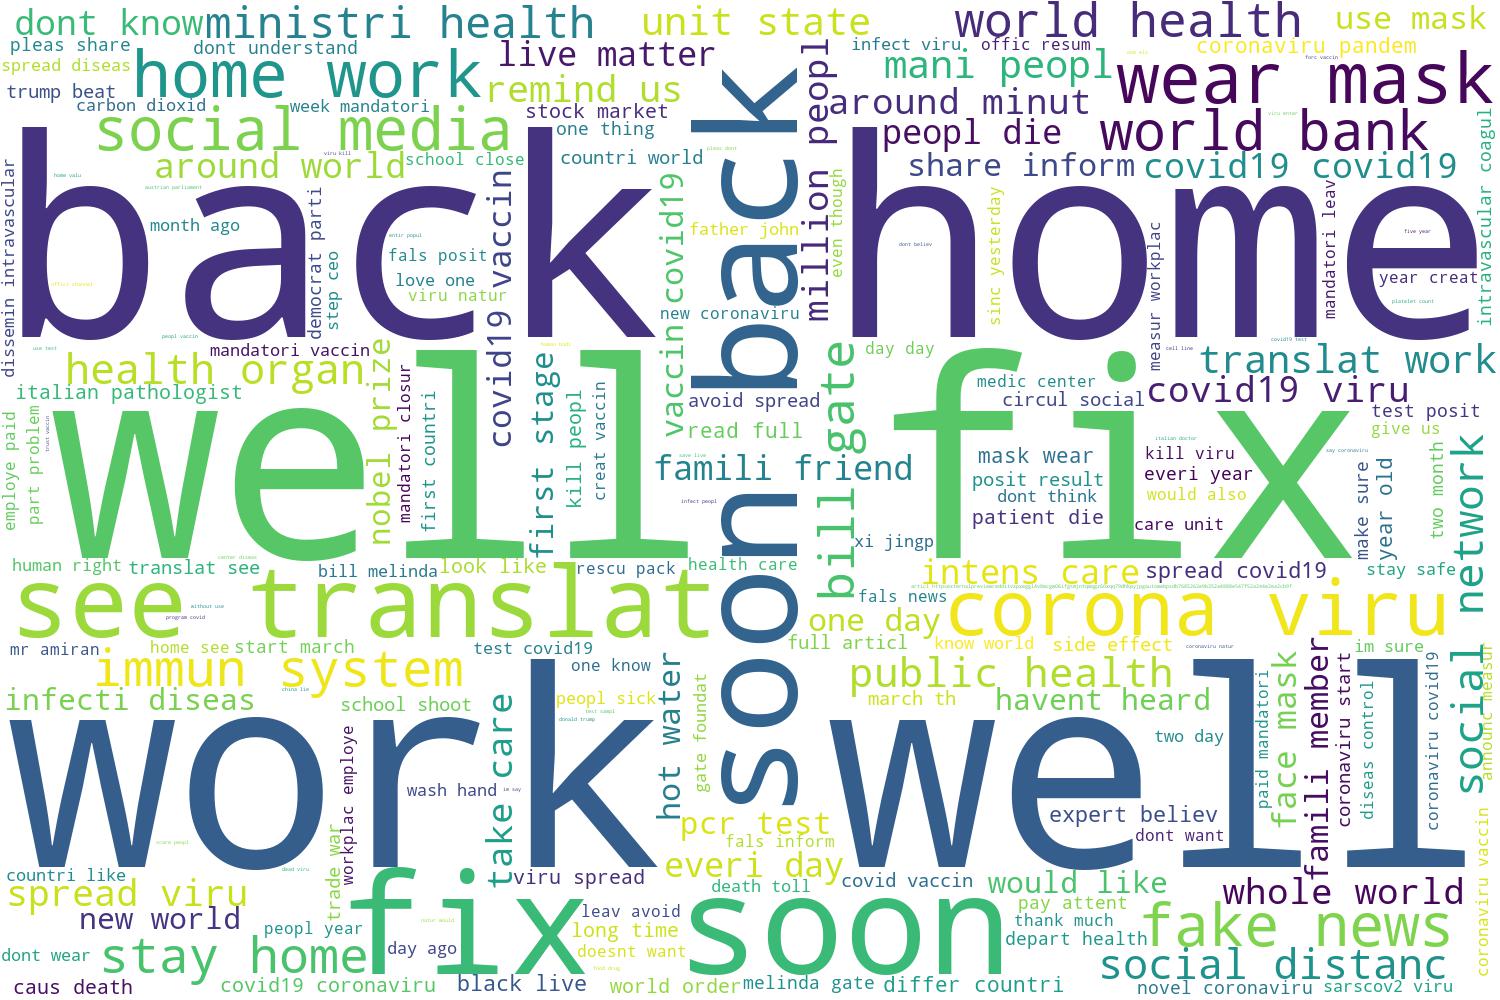 dont know
ministri health
unit state
world health
use mask
pleas share
dont understand
live matter
infect viru
offic resum
coronaviru pandem
spread diseas
home work
remind us
mani peopl
wear mask
trump beat
carbon dioxid
week mandatori
stock market
around minut
social media
one thing
peopl die
world bank
around world
school close
countri world
share inform
covid19 covid19
back home
soon back
million peopl
dissemin intravascular
intravascular coagul
month ago
democrat parti
step ceo
fals posit
love one
viru natur
covid19 vaccin
vaccin covid19
father john
even though
sinc yesterday
measur workplac
mandatori leav
year creat
new coronaviru
mandatori vaccin
health organ
day day
translat work
italian pathologist
nobel prize
mandatori closur
first countri
first stage
kill peopl
creat vaccin
avoid spread
bill gate
medic center
circul social
covid19 viru
test posit
give us
well fix
read full
famili friend
employe paid
part problem
mask wear
posit result
dont think
patient die
kill viru
everi year
would also
care unit
make sure
year old
two month
social network
xi jingp
human right
translat see
bill melinda
look like
rescu pack
health care
intens care
spread covid19
stay safe
see translat
fals news
corona viru
one day
mr amiran
home see
start march
test covid19
full articl
know world
side effect
im sure
immun system
one know
public health
infecti diseas
school shoot
peopl sick
march th
havent heard
take care
hot water
gate foundat
two day
paid mandatori
face mask
famili member
coronaviru start
diseas control
coronaviru covid19
announc measur
work well
wash hand
workplac employe
trade war
expert believ
dont want
pcr test
fals inform
everi day
coronaviru vaccin
countri like
viru spread
death toll
covid vaccin
would like
whole world
spread viru
new world
peopl year
fix soon
leav avoid
long time
doesnt want
pay attent
thank much
depart health
fake news
dont wear
stay home
day ago
social distanc
caus death
covid19 coronaviru
black live
world order
melinda gate
differ countri
novel coronaviru
sarscov2 viru